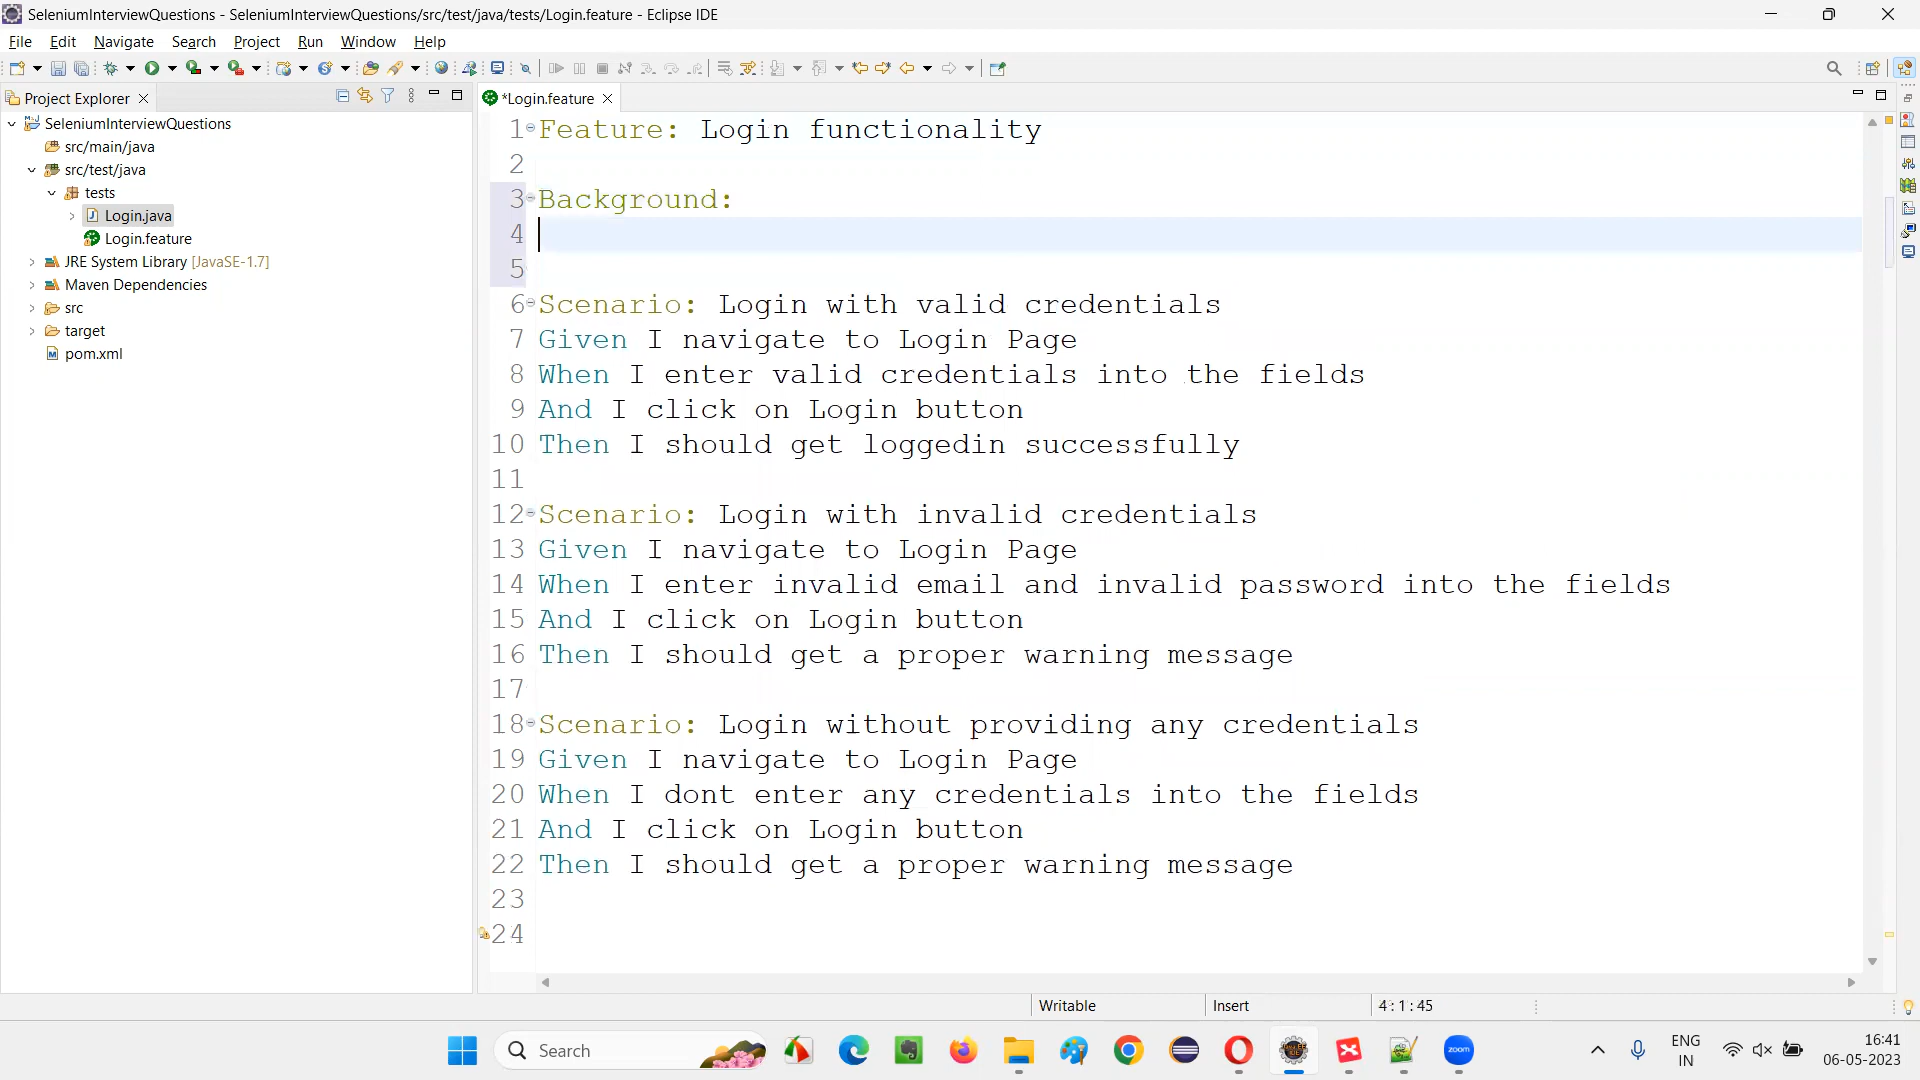 SeleniumInterviewQuestions - SeleniumInterviewQuestions/src/test/java/tests/Login.feature - Eclipse IDE
File Edit Navigate Search Project Run Window Help
Project Explorer
*Login.feature
SeleniumInterviewQuestions
src/main/java
src/test/java
tests
Login.java
Login.feature
JRE System Library [JavaSE-1.7]
Maven Dependencies
src
target
pom.xml
1 Feature: Login functionality
2
3 Background:
4
5
6 Scenario: Login with valid credentials
7 Given I navigate to Login Page
8 When I enter valid credentials into the fields
9 And I click on Login button
10 Then I should get loggedin successfully
11
12 Scenario: Login with invalid credentials
13 Given I navigate to Login Page
14 When I enter invalid email and invalid password into the fields
15 And I click on Login button
16 Then I should get a proper warning message
17
18 Scenario: Login without providing any credentials
19 Given I navigate to Login Page
20 When I dont enter any credentials into the fields
21 And I click on Login button
22 Then I should get a proper warning message
23
24
Writable Insert 4 : 1 : 45
Search
zoom
ENG
IN
16:41
06-05-2023